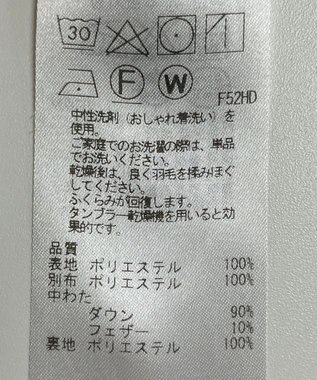 30
F W F52HD
中性洗剤（おしゃれ着洗い）を
使用。
ご家庭でのお洗濯の際は、単品
でお洗いください。
乾燥後は、良く羽毛を揉みほぐ
してください。
ふくらみが回復します。
タンブラー乾燥機を用いると効
果的です。
品質
表地 ポリエステル 100%
別布 ポリエステル 100%
中わた
ダウン 90%
フェザー 10%
裏地 ポリエステル 100%